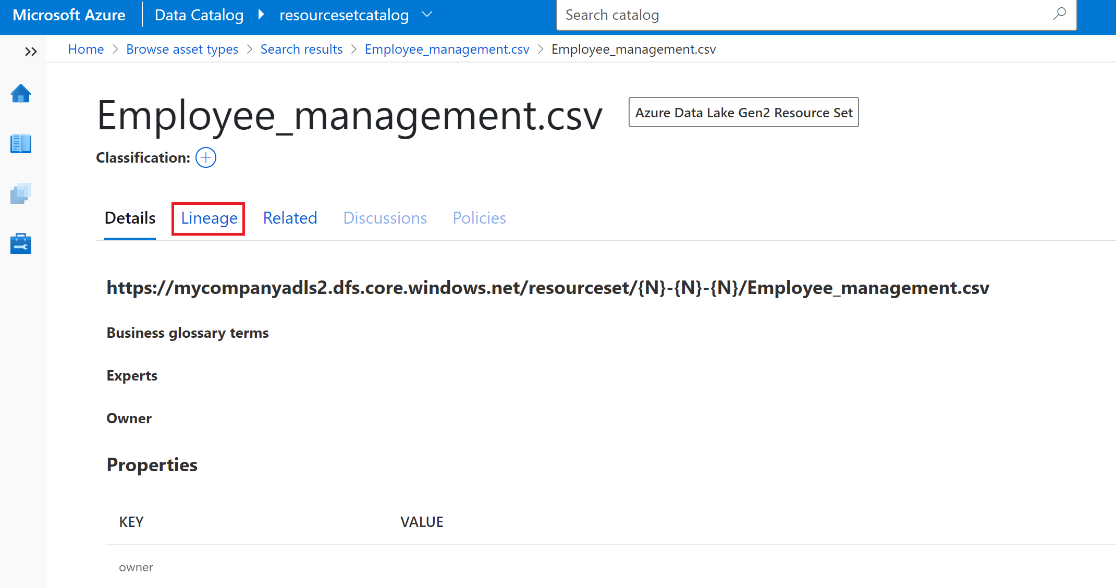 Microsoft Azure Data Catalog resourcesetcatalog Search catalog
Home > Browse asset types > Search results > Employee_management.csv > Employee_management.csv
Employee_management.csv Azure Data Lake Gen2 Resource Set
Classification:
Details Lineage Related Discussions Policies
https://mycompanyadls2.dfs.core.windows.net/resourceset/{N}-{N}-{N}/Employee_management.csv
Business glossary terms
Experts
Owner
Properties
KEY VALUE
owner